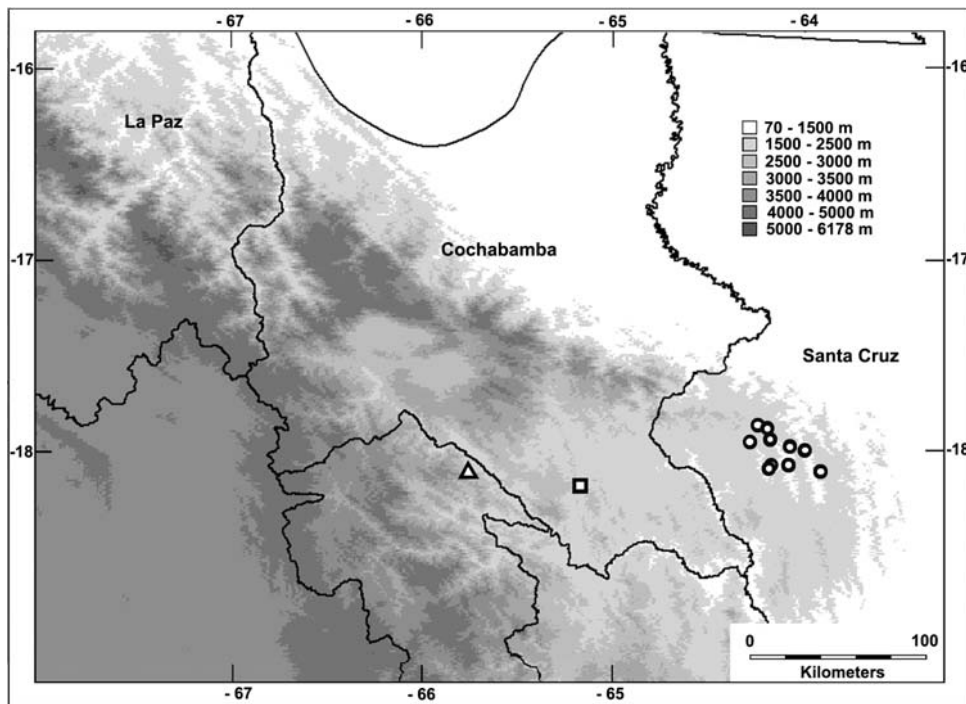 - 67 - 66 - 65 - 64
-16 -16
La Paz
70 - 1500 m
1500 - 2500 m
2500 - 3000 m
3000 - 3500 m
3500 - 4000 m
4000 - 5000 m
5000 - 6178 m
Cochabamba
-17 -17
Santa Cruz
-18 -18
0 100
Kilometers
- 67 - 66 - 65 - 64